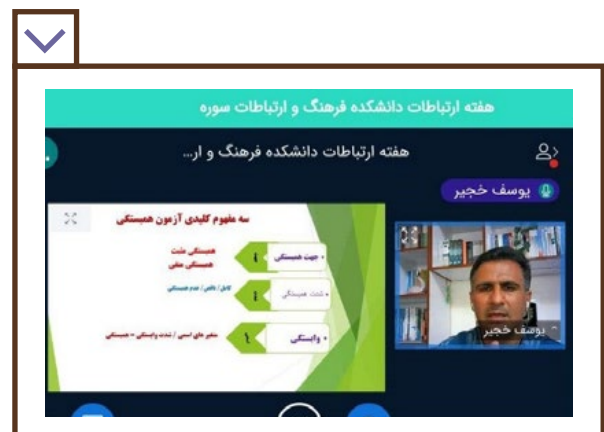 هفته ارتباطات دانشکده فرهنگ و ارتباطات سوره
هفته ارتباطات دانشکده فرهنگ و ار...
یوسف خجیر
سه مفهوم کلیدی آزمون همبستگی
جهت همبستگی
همبستگی مثبت
همبستگی منفی
شدت همبستگی
کامل / ناقص / عدم همبستگی
وابستگی
متغیر های اسمی / شدت وابستگی = همبستگی
یوسف خجیر